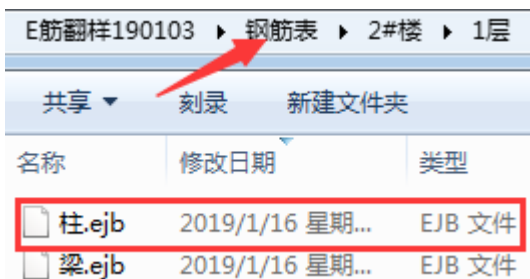 E筋翻样190103 ▸ 钢筋表 ▸ 2#楼 ▸ 1层
共享 ▼ 刻录 新建文件夹
名称 修改日期 类型
柱.ejb 2019/1/16 星期... EJB 文件
梁.ejb 2019/1/16 星期... EJB 文件